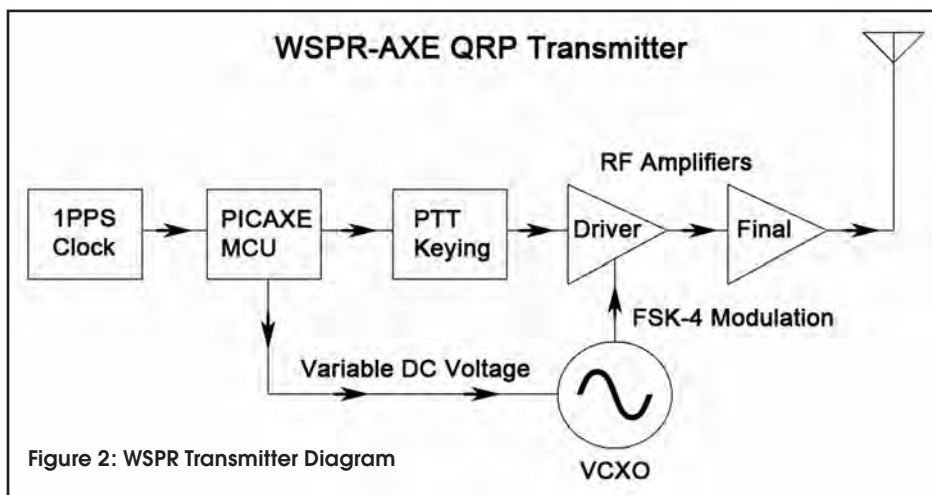 WSPR-AXE QRP Transmitter
RF Amplifiers
1PPS
Clock
PICAXE
MCU
PTT
Keying
Driver
Final
FSK-4 Modulation
Variable DC Voltage
VCXO
Figure 2: WSPR Transmitter Diagram